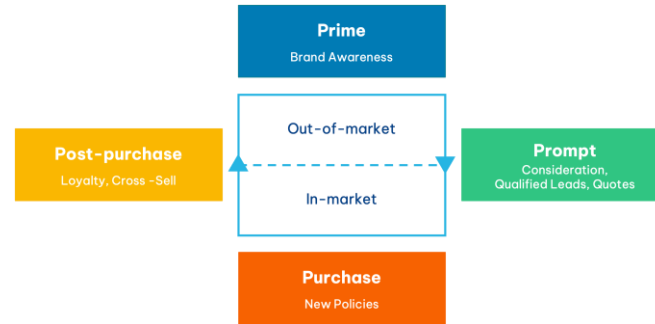 Prime
Brand Awareness
Out-of-market
Post-purchase
Loyalty, Cross -Sell
Prompt
Consideration,
Qualified Leads, Quotes
In-market
Purchase
New Policies